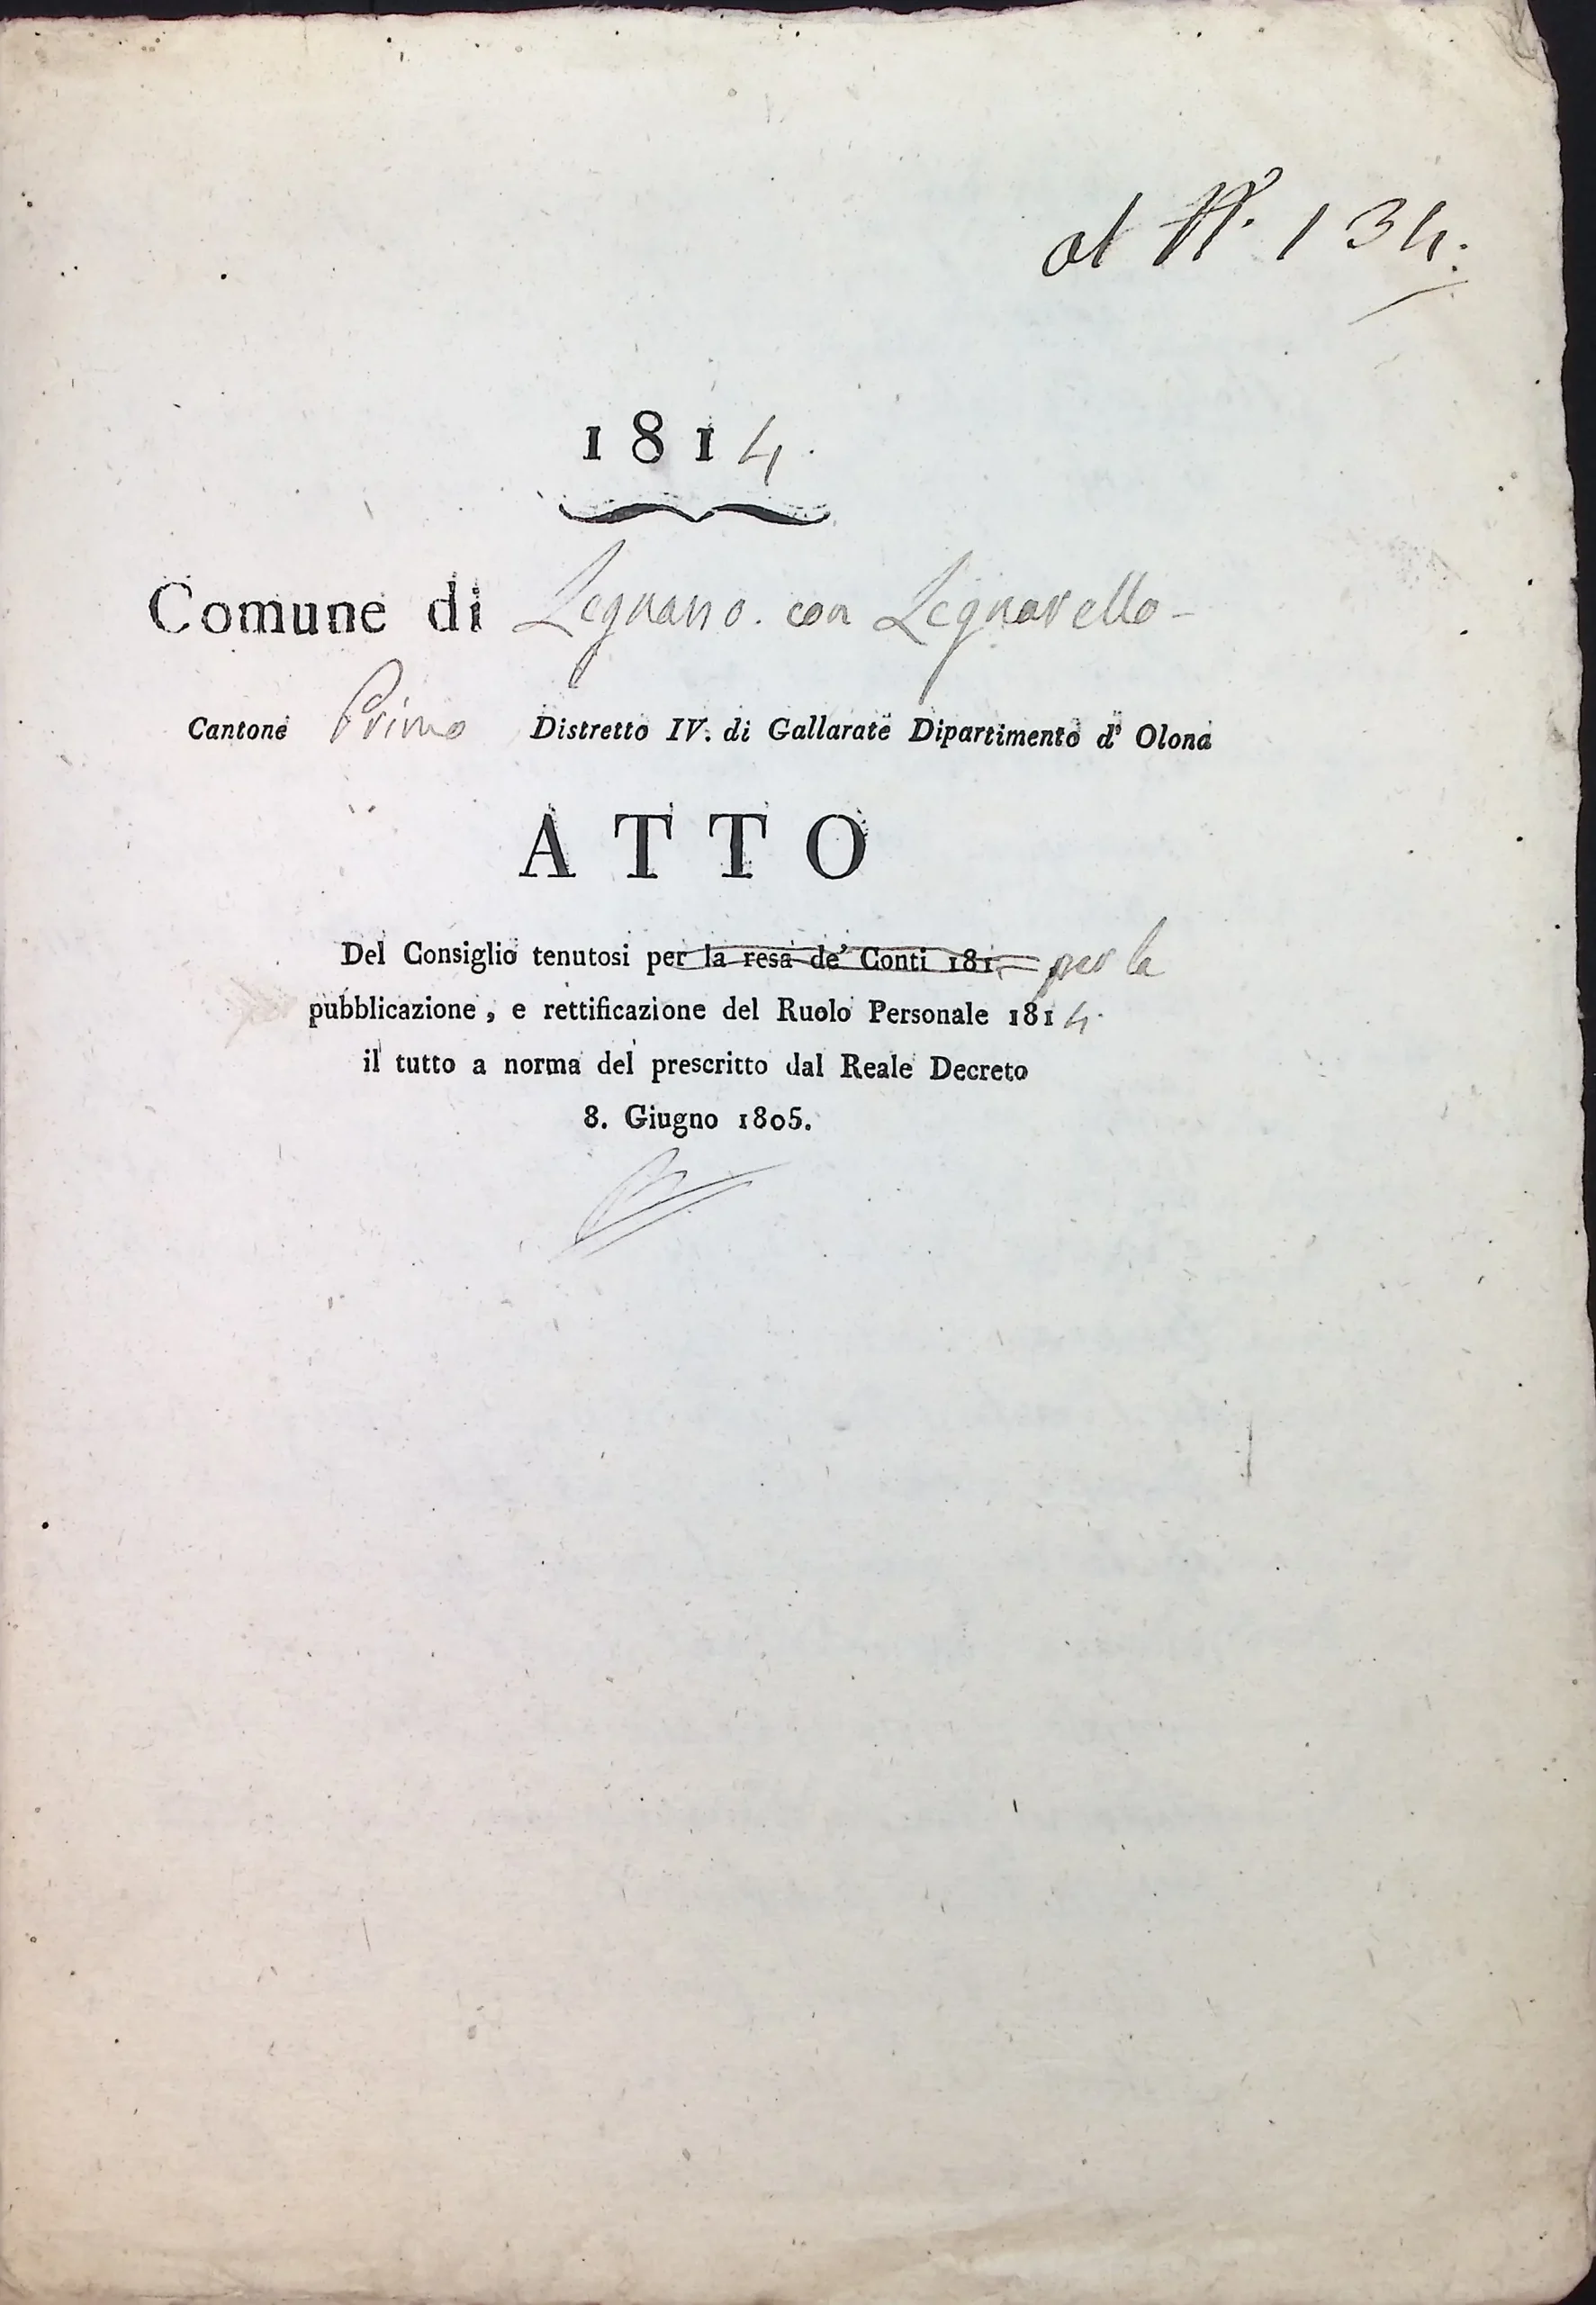 al N.º 134.
1814.
Comune di Legnano. con Legnarello -
Cantone Primo Distretto IV. di Gallarate Dipartimento d' Olona
ATTO
Del Consiglio tenutosi per la resa de' Conti 181 per la
pubblicazione, e rettificazione del Ruolo Personale 1814.
il tutto a norma del prescritto dal Reale Decreto
8. Giugno 1805.